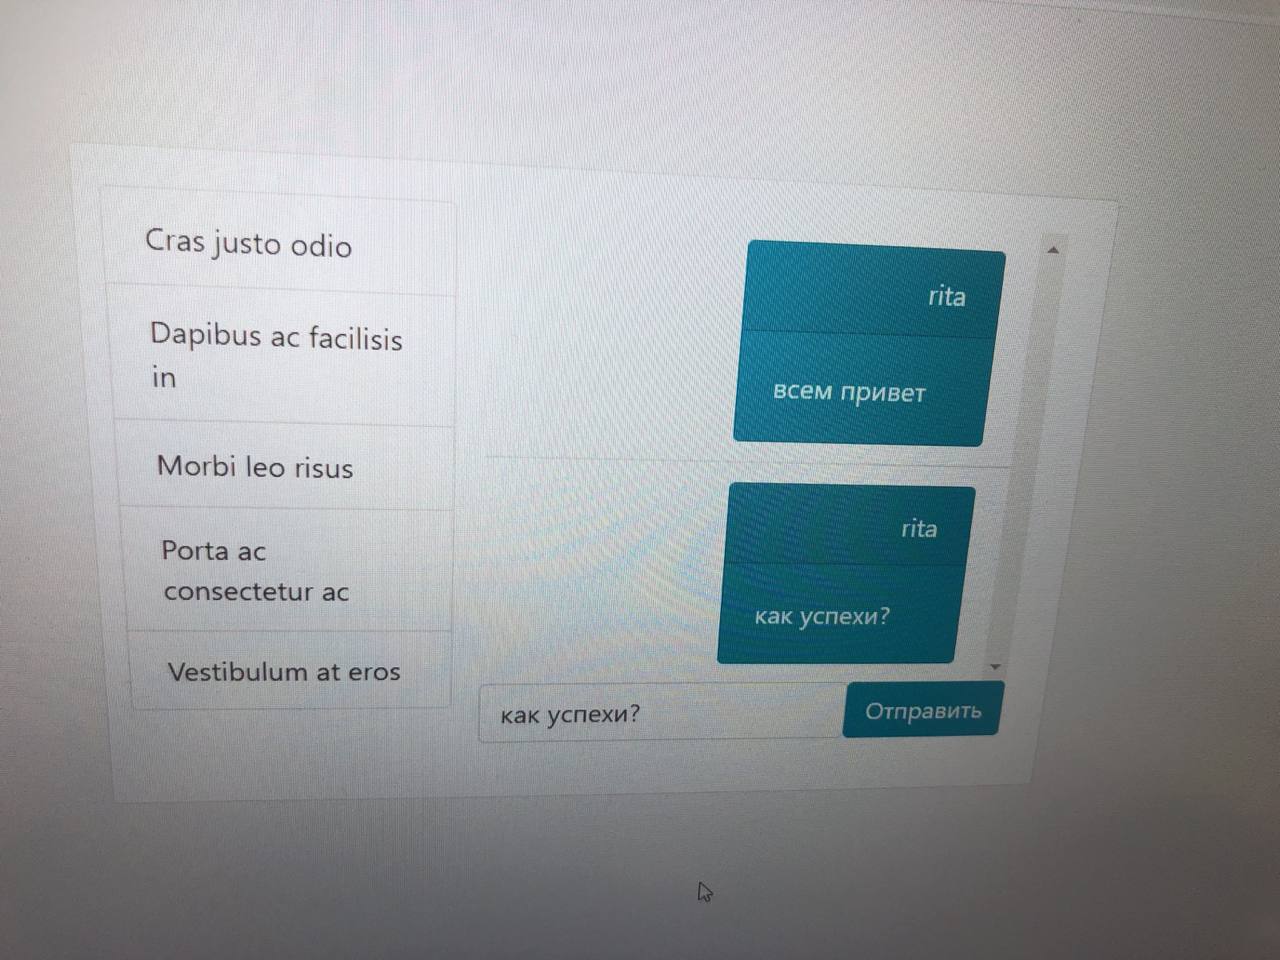 Cras justo odio
Dapibus ac facilisis
in
Morbi leo risus
Porta ac
consectetur ac
Vestibulum at eros
rita
всем привет
rita
как успехи?
как успехи?
Отправить